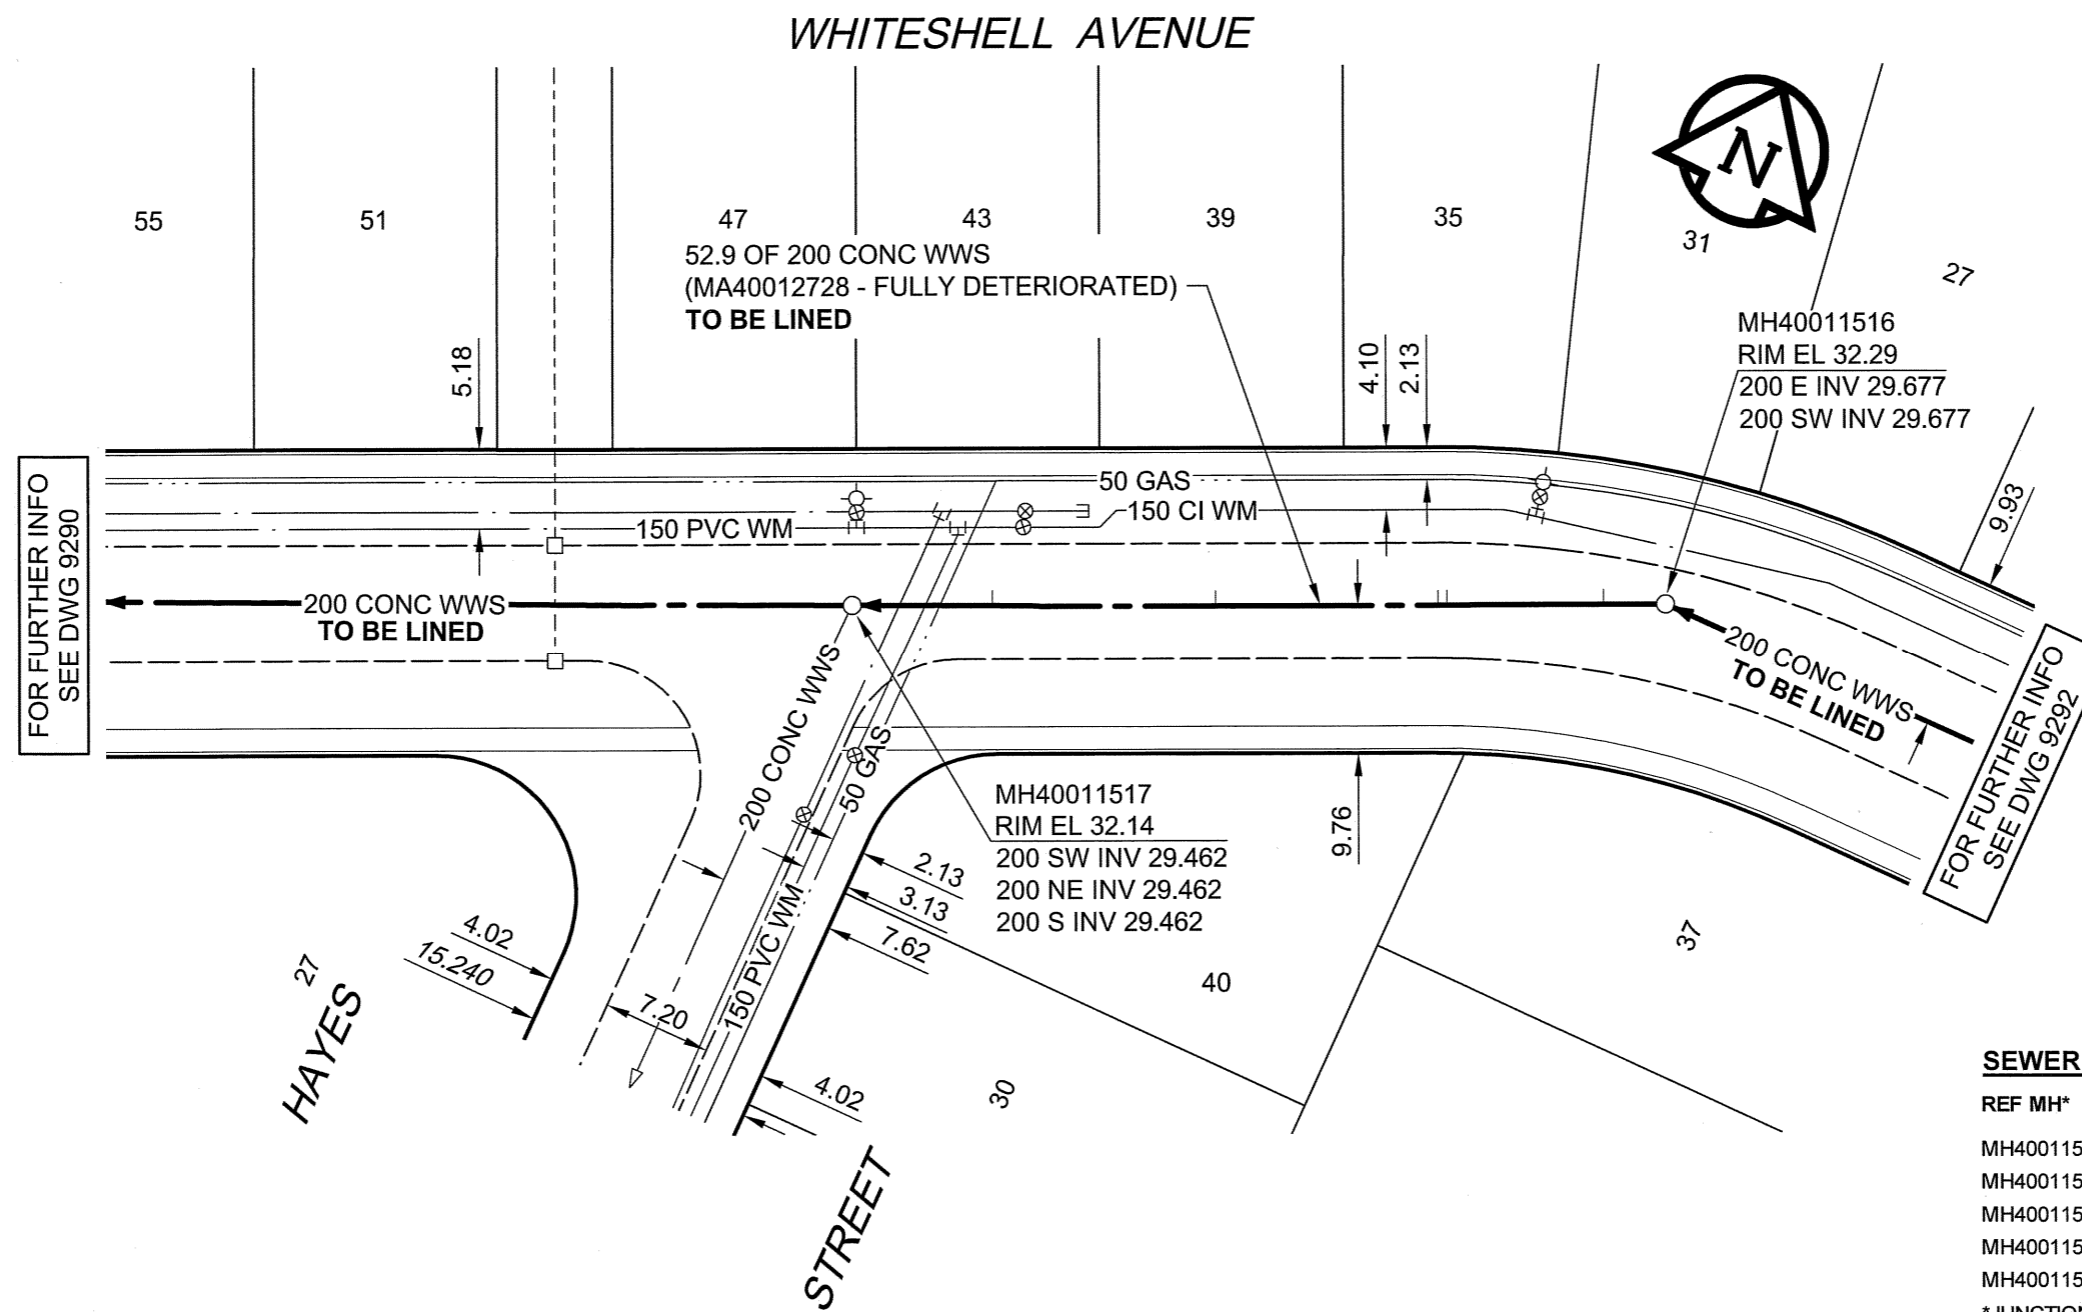 WHITESHELL AVENUE
55
51
47
43
39
35
31
27
N
52.9 OF 200 CONC WWS
(MA40012728 - FULLY DETERIORATED)
TO BE LINED
MH40011516
RIM EL 32.29
200 E INV 29.677
200 SW INV 29.677
5.18
4.10
2.13
9.93
50 GAS
150 CI WM
150 PVC WM
FOR FURTHER INFO
SEE DWG 9290
200 CONC WWS
TO BE LINED
200 CONC WWS
TO BE LINED
FOR FURTHER INFO
SEE DWG 9292
200 CONC WWS
50 GAS
150 PVC WM
MH40011517
RIM EL 32.14
200 SW INV 29.462
200 NE INV 29.462
200 S INV 29.462
9.76
2.13
3.13
7.62
4.02
15.240
7.20
4.02
27
40
37
30
HAYES
STREET
SEWER
REF MH*
MH400115
MH400115
MH400115
MH400115
MH400115